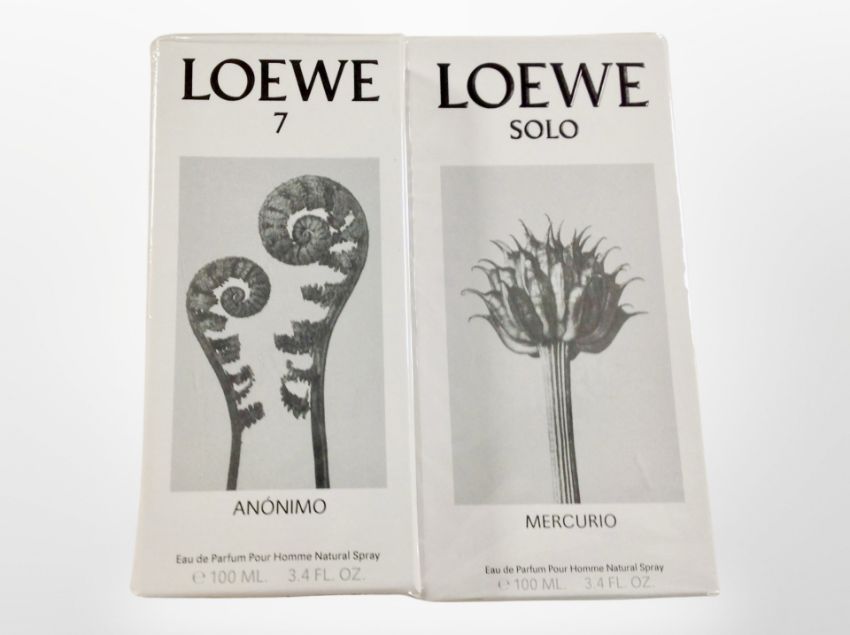 LOEWE
7
ANÓNIMO
Eau de Parfum Pour Homme Natural Spray
℮ 100 ML. 3.4 FL. OZ.
LOEWE
SOLO
MERCURIO
Eau de Parfum Pour Homme Natural Spray
℮ 100 ML. 3.4 FL. OZ.